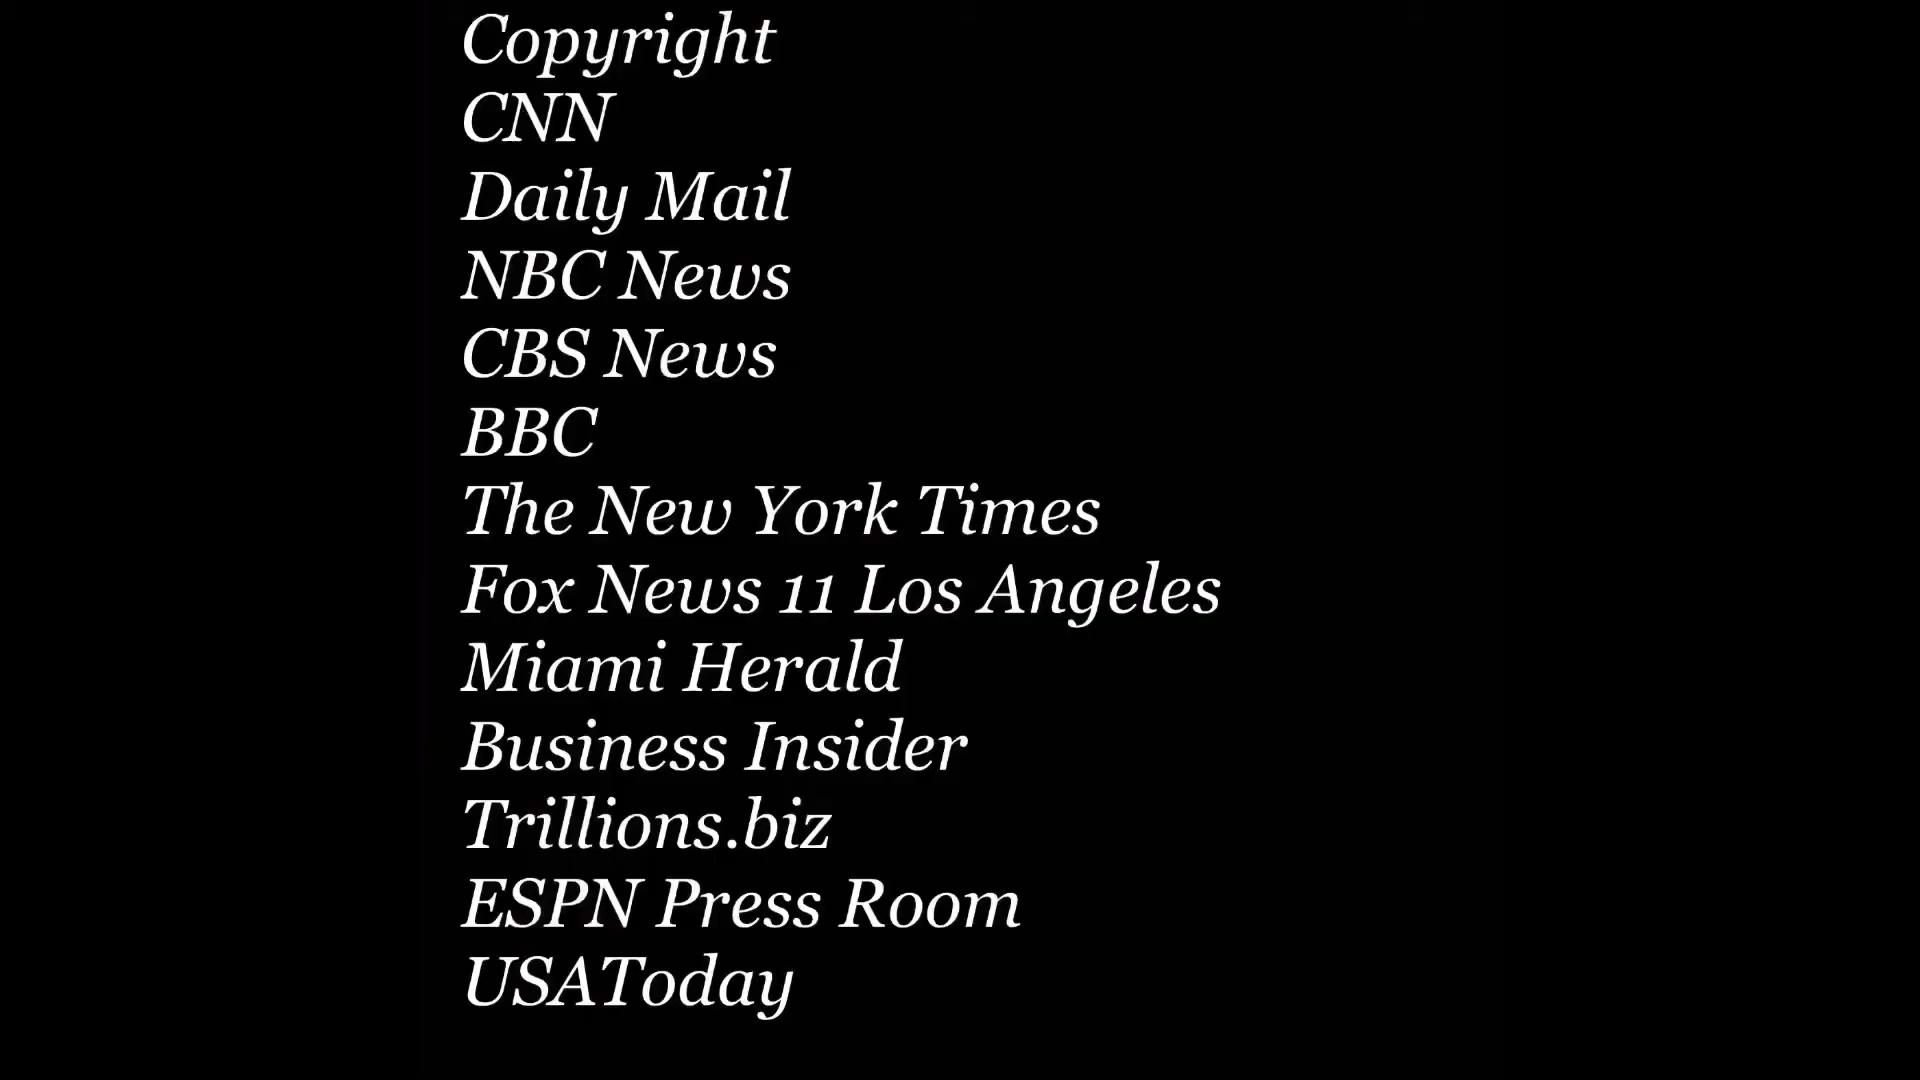 Copyright
CNN
Daily Mail
NBC News
CBS News
BBC
The New York Times
Fox News 11 Los Angeles
Miami Herald
Business Insider
Trillions.biz
ESPN Press Room
USAToday